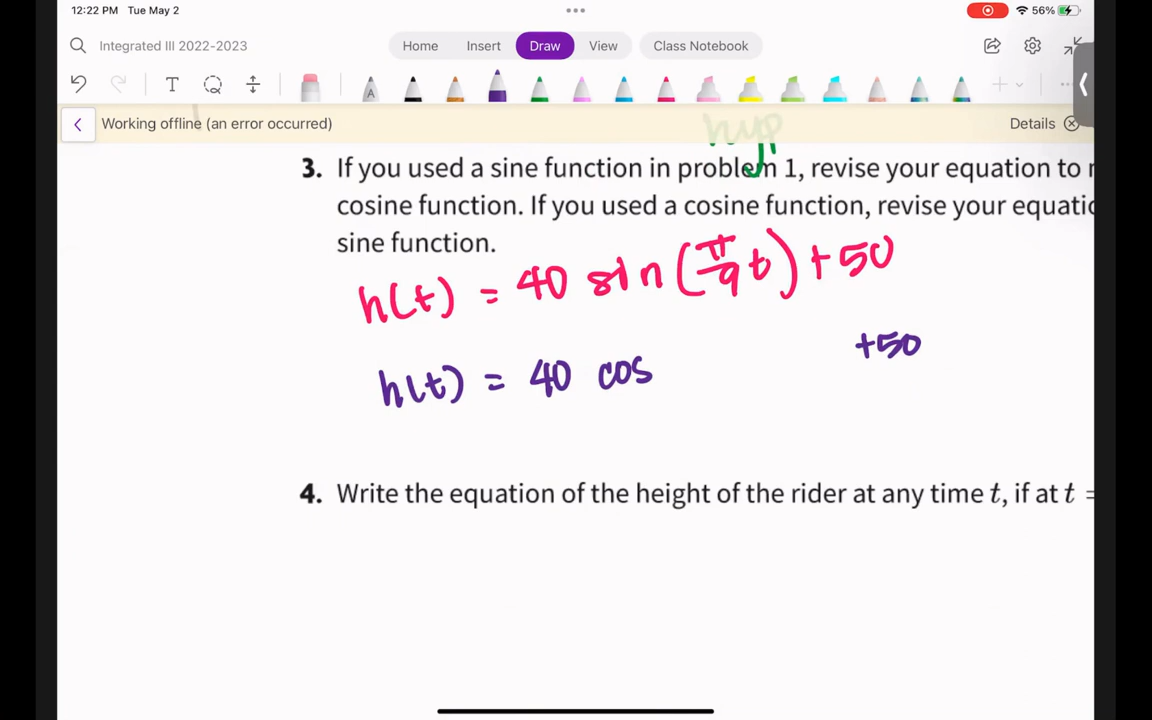 12:22 PM Tue May 2
56%
Integrated III 2022-2023
Home Insert Draw View Class Notebook
T
A
Working offline (an error occurred)
Details
hyp
3. If you used a sine function in problem 1, revise your equation to
cosine function. If you used a cosine function, revise your equati
sine function.
h(t) = 40 sin (π/9 t) + 50
h(t) = 40 cos +50
4. Write the equation of the height of the rider at any time t, if at t =